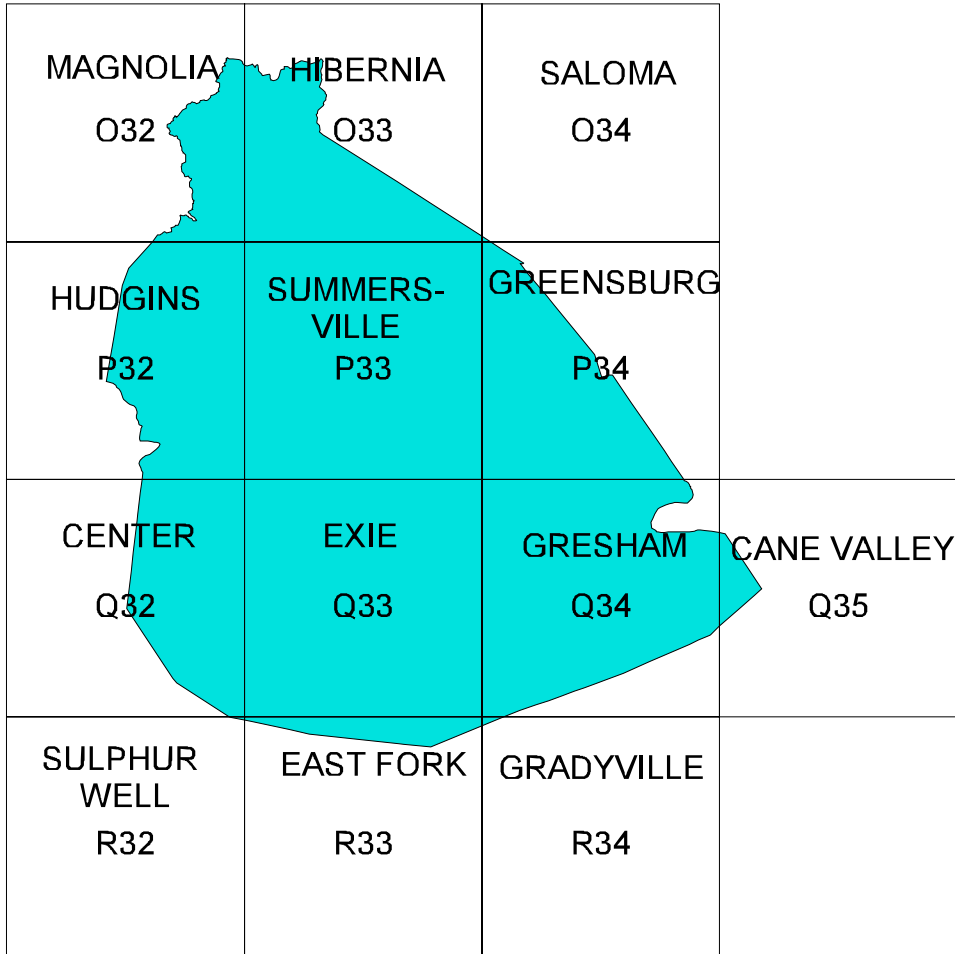 MAGNOLIA
O32
HIBERNIA
O33
SALOMA
O34
HUDGINS
P32
SUMMERS-
VILLE
P33
GREENSBURG
P34
CENTER
Q32
EXIE
Q33
GRESHAM
Q34
CANE VALLEY
Q35
SULPHUR
WELL
R32
EAST FORK
R33
GRADYVILLE
R34